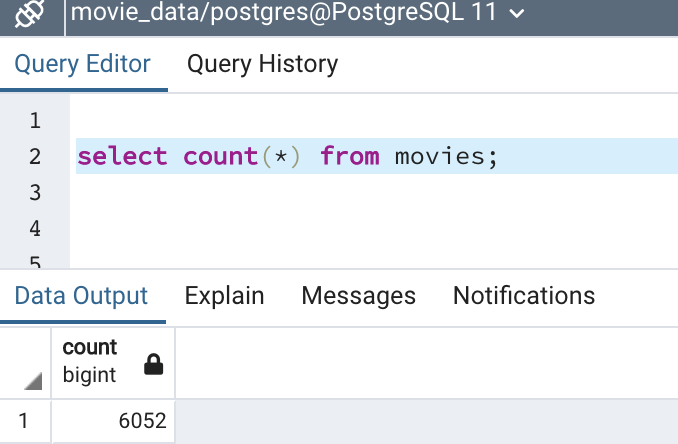 movie_data/postgres@PostgreSQL 11
Query Editor Query History
1
2 select count(*) from movies;
3
4
5
Data Output Explain Messages Notifications
count
bigint
1 6052